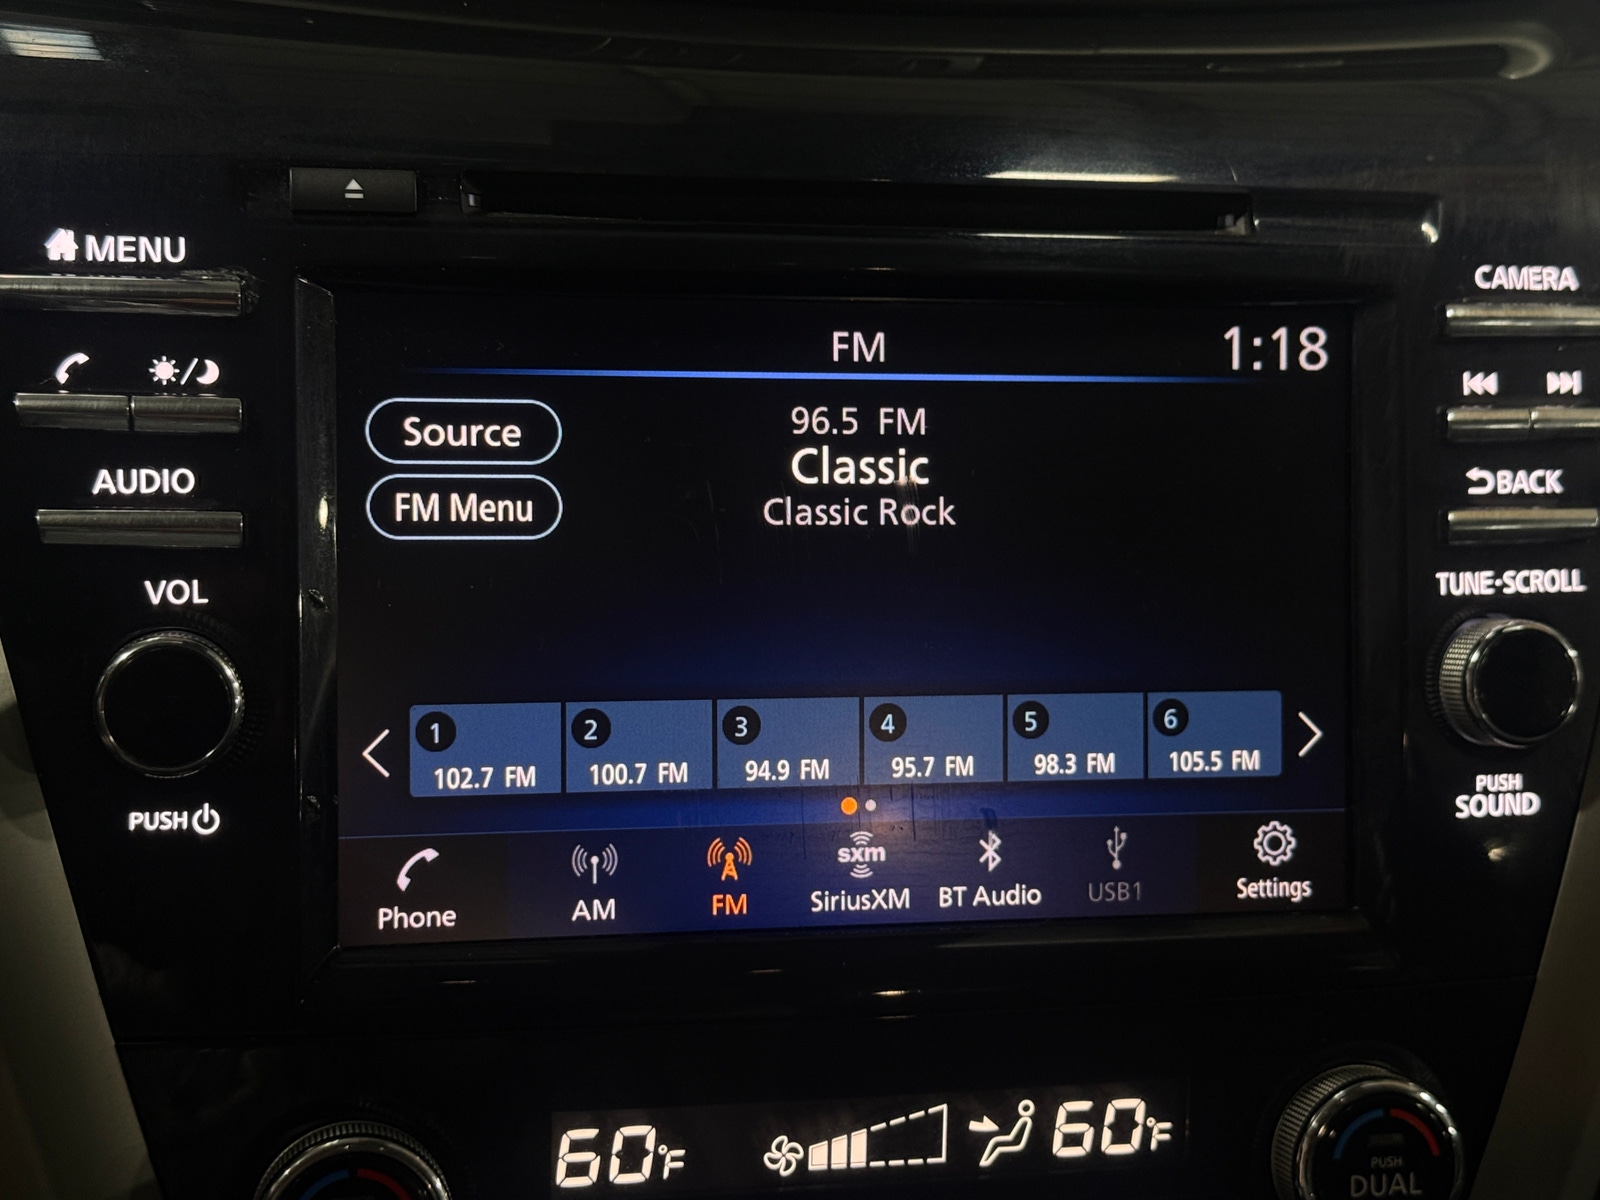 MENU
CAMERA
FM
1:18
96.5 FM
Source
Classic
AUDIO
BACK
FM Menu
Classic Rock
VOL
TUNE·SCROLL
1
2
3
4
5
6
102.7 FM
100.7 FM
94.9 FM
95.7 FM
98.3 FM
105.5 FM
PUSH
PUSH
SOUND
sxm
Phone
AM
FM
SiriusXM
BT Audio
USB1
Settings
60°F
60°F
PUSH
DUAL